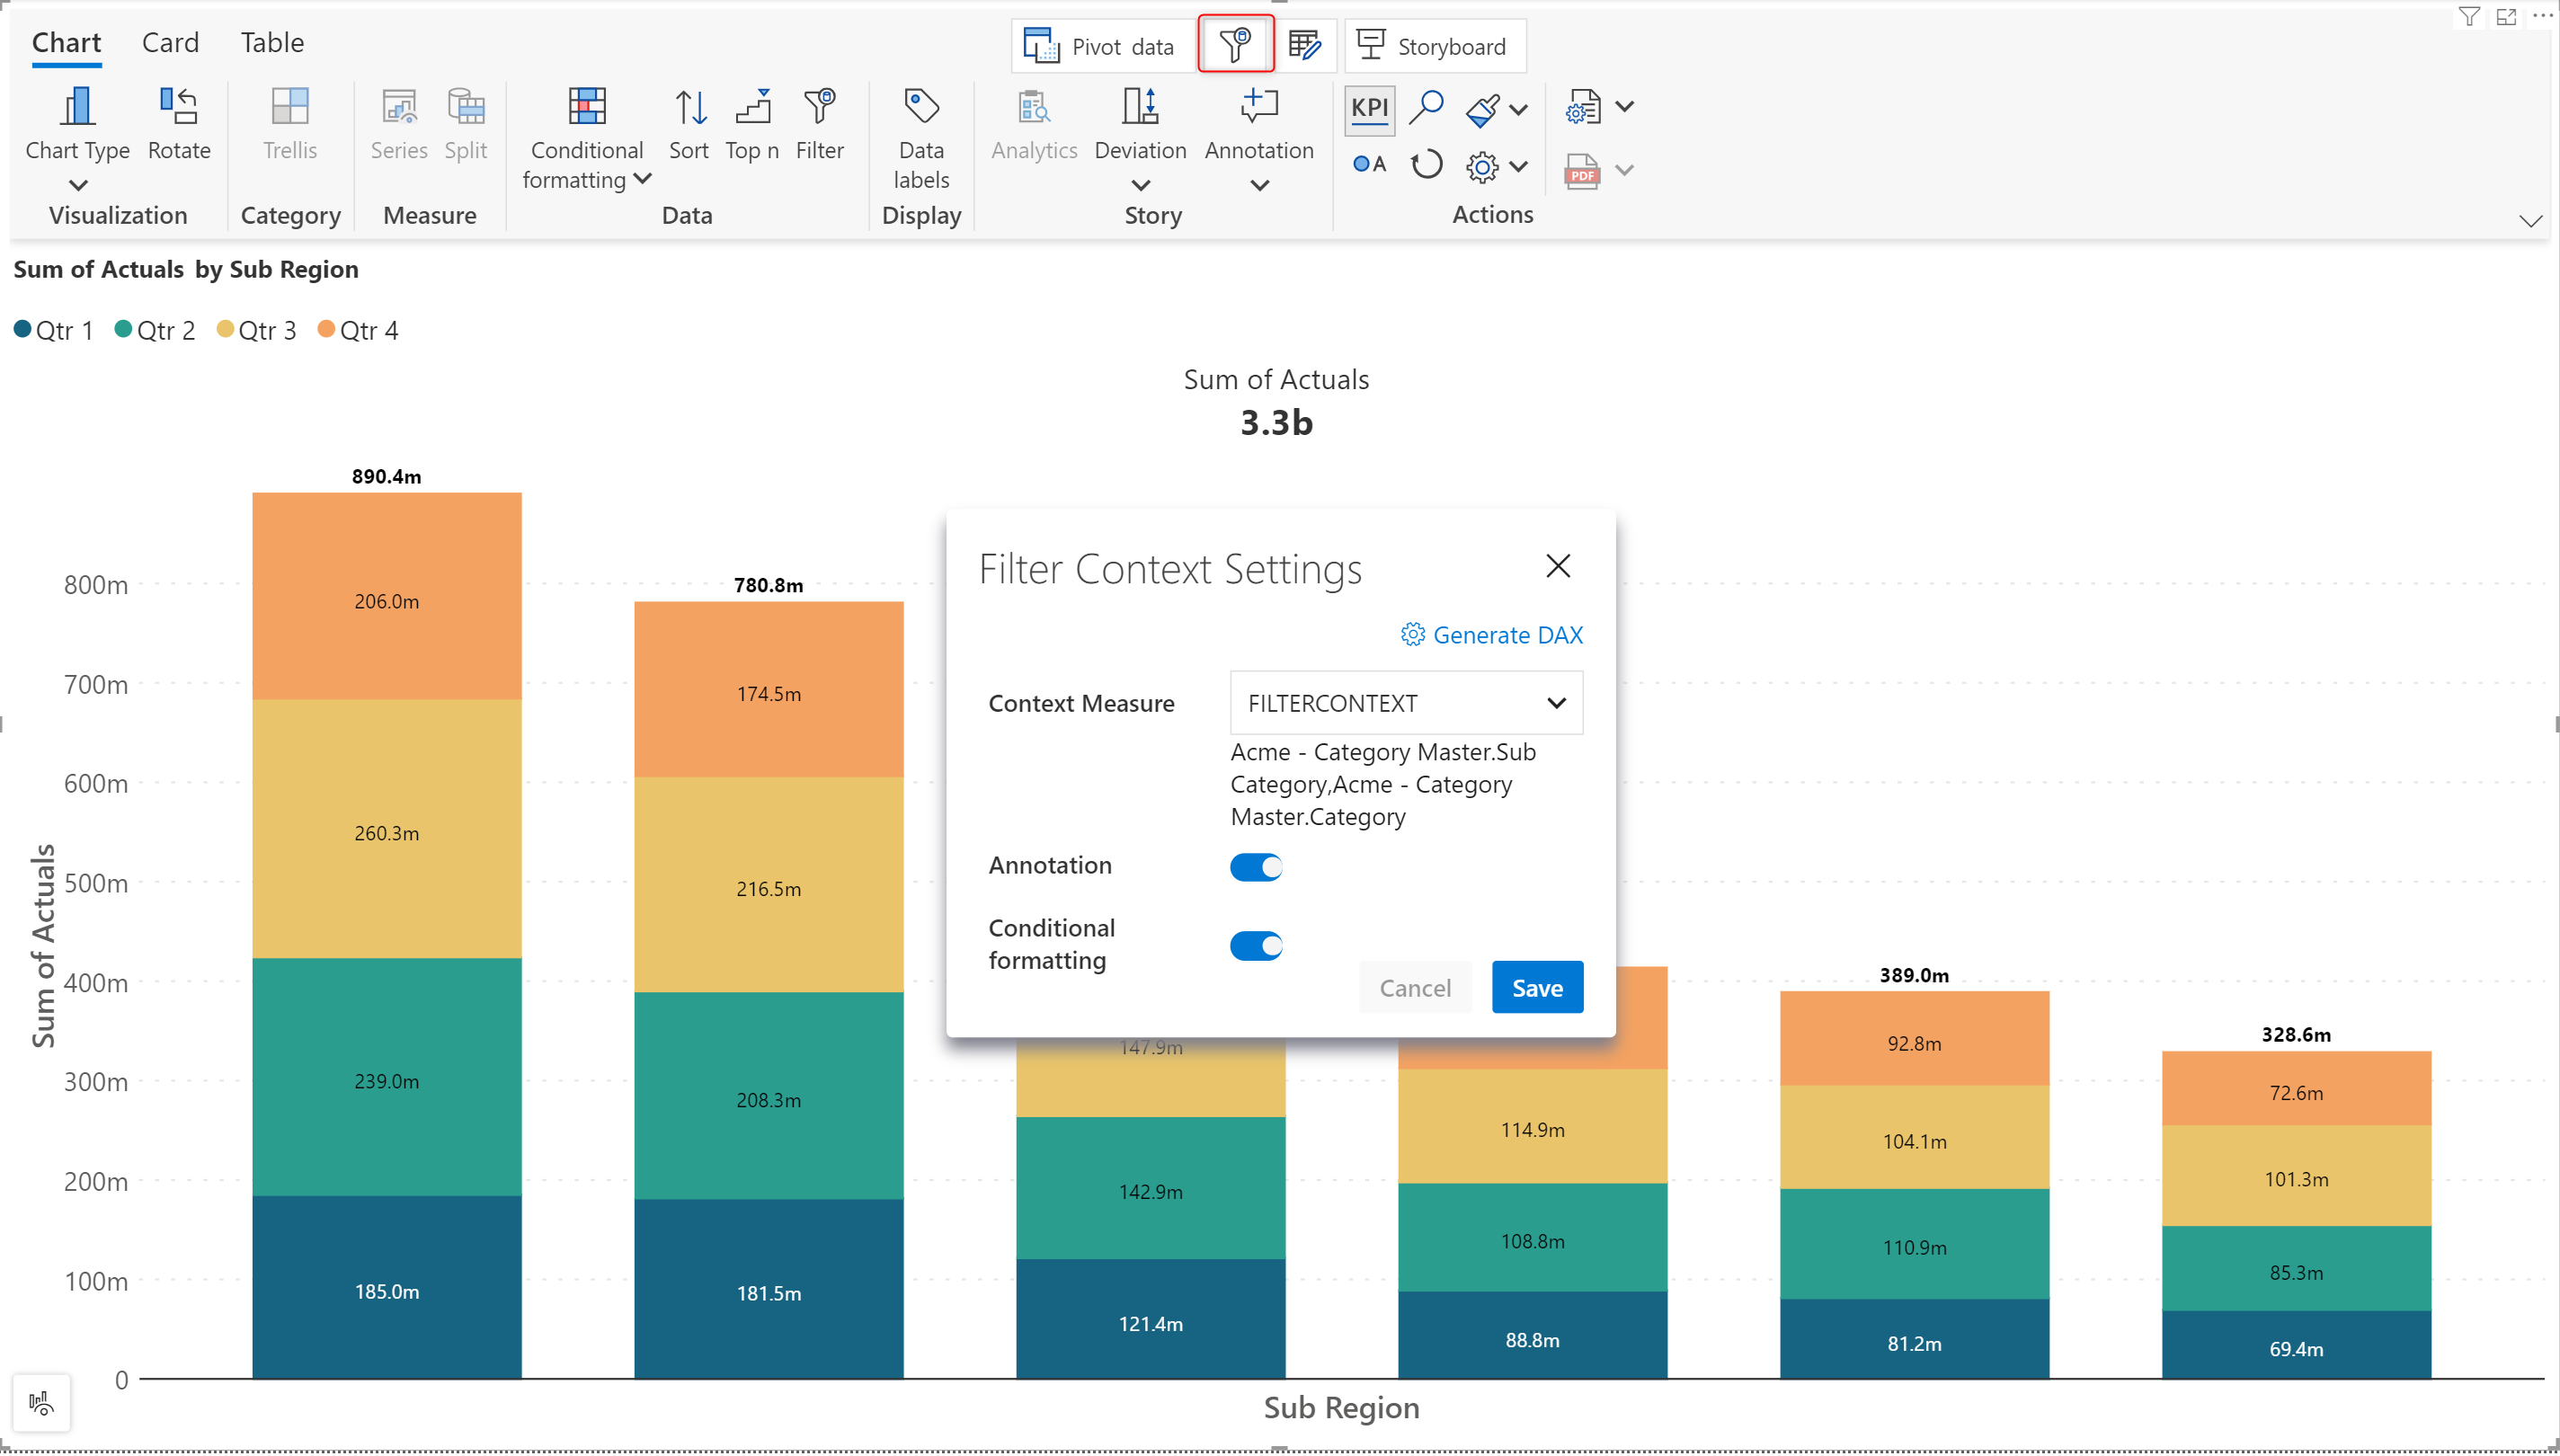 Chart Card Table
Pivot data
Storyboard
KPI
Chart Type Rotate Trellis Series Split Conditional formatting Sort Top n Filter Data labels Analytics Deviation Annotation
A
PDF
Visualization Category Measure Data Display Story Actions
Sum of Actuals by Sub Region
Qtr 1 Qtr 2 Qtr 3 Qtr 4
Sum of Actuals
3.3b
890.4m
800m
780.8m
206.0m
Filter Context Settings
Generate DAX
700m
174.5m
Context Measure
FILTERCONTEXT
Acme - Category Master.Sub
Category,Acme - Category
Master.Category
600m
260.3m
Annotation
500m
216.5m
Conditional
formatting
Cancel
Save
Sum of Actuals
400m
389.0m
328.6m
147.9m
92.8m
300m
239.0m
208.3m
114.9m
104.1m
72.6m
200m
142.9m
108.8m
110.9m
101.3m
85.3m
100m
185.0m
181.5m
121.4m
88.8m
81.2m
69.4m
0
Sub Region